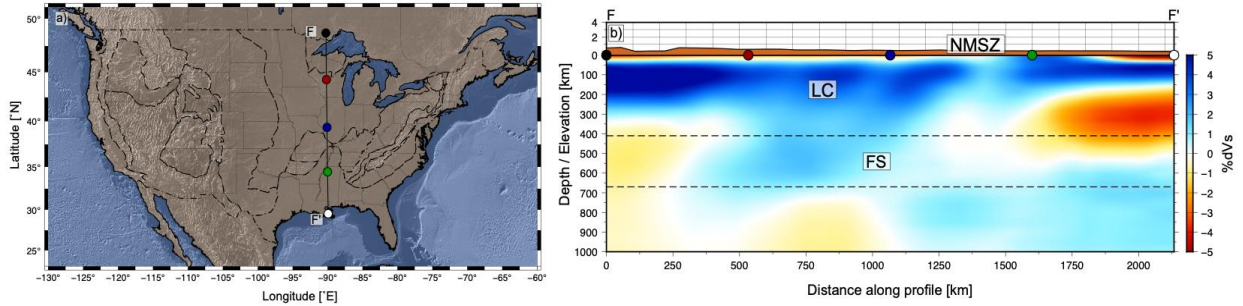 a)
50°
45°
40°
35°
30°
25°
Latitude [°N]
F
F'
−130° −125° −120° −115° −110° −105° −100° −95° −90° −85° −80° −75° −70° −65° −60°
Longitude [°E]
F
F'
b)
NMSZ
LC
FS
4
2
0
100
200
300
400
500
600
700
800
900
1000
Depth / Elevation [km]
0 250 500 750 1000 1250 1500 1750 2000
Distance along profile [km]
5
4
3
2
1
0
−1
−2
−3
−4
−5
%dVs